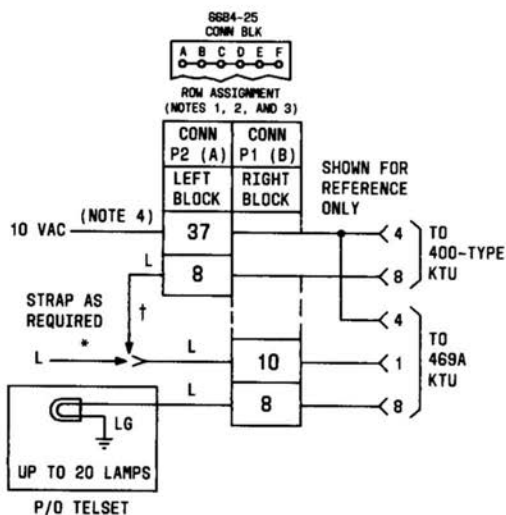 66B4-25
CONN BLK
A B C D E F
ROW ASSIGNMENT
(NOTES 1, 2, AND 3)
CONN P2 (A)
CONN P1 (B)
LEFT BLOCK
RIGHT BLOCK
SHOWN FOR REFERENCE ONLY
10 VAC
(NOTE 4)
37
4
TO 400-TYPE KTU
L
8
8
STRAP AS REQUIRED
†
*
4
L
L
10
1
TO 469A KTU
L
8
8
LG
UP TO 20 LAMPS
P/O TELSET